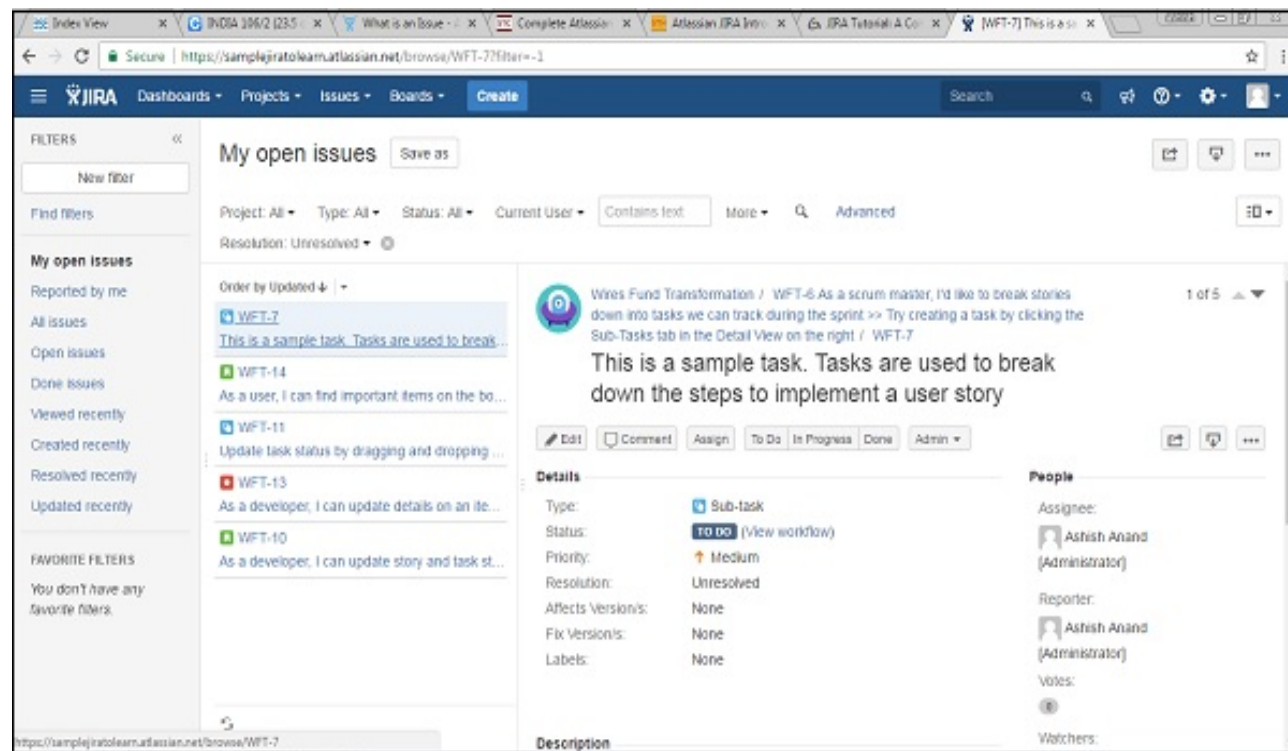 Index View
INDIA 106/2 (23.5
What is an Issue -
Complete Atlassian
Atlassian JIRA Intro
JIRA Tutorial: A Co
[WFT-7] This is a sa
Secure | https://samplejiratolearn.atlassian.net/browse/WFT-7?filter=-1
JIRA Dashboards Projects Issues Boards Create Search
FILTERS
New filter
Find filters
My open issues
Reported by me
All issues
Open issues
Done issues
Viewed recently
Created recently
Resolved recently
Updated recently
FAVORITE FILTERS
You don't have any
favorite filters.
My open issues Save as
Project: All Type: All Status: All Current User Contains text More Advanced
Resolution: Unresolved
Order by Updated
WFT-7
This is a sample task. Tasks are used to break...
WFT-14
As a user, I can find important items on the bo...
WFT-11
Update task status by dragging and dropping ...
WFT-13
As a developer, I can update details on an ite...
WFT-10
As a developer, I can update story and task st...
Wires Fund Transformation / WFT-6 As a scrum master, I'd like to break stories
down into tasks we can track during the sprint >> Try creating a task by clicking the
Sub-Tasks tab in the Detail View on the right / WFT-7
1 of 5
This is a sample task. Tasks are used to break
down the steps to implement a user story
Edit Comment Assign To Do In Progress Done Admin
Details
Type: Sub-task
Status: TO DO (View workflow)
Priority: Medium
Resolution: Unresolved
Affects Version/s: None
Fix Version/s: None
Labels: None
Description
People
Assignee:
Ashish Anand
[Administrator]
Reporter:
Ashish Anand
[Administrator]
Votes:
0
Watchers:
https://samplejiratolearn.atlassian.net/browse/WFT-7